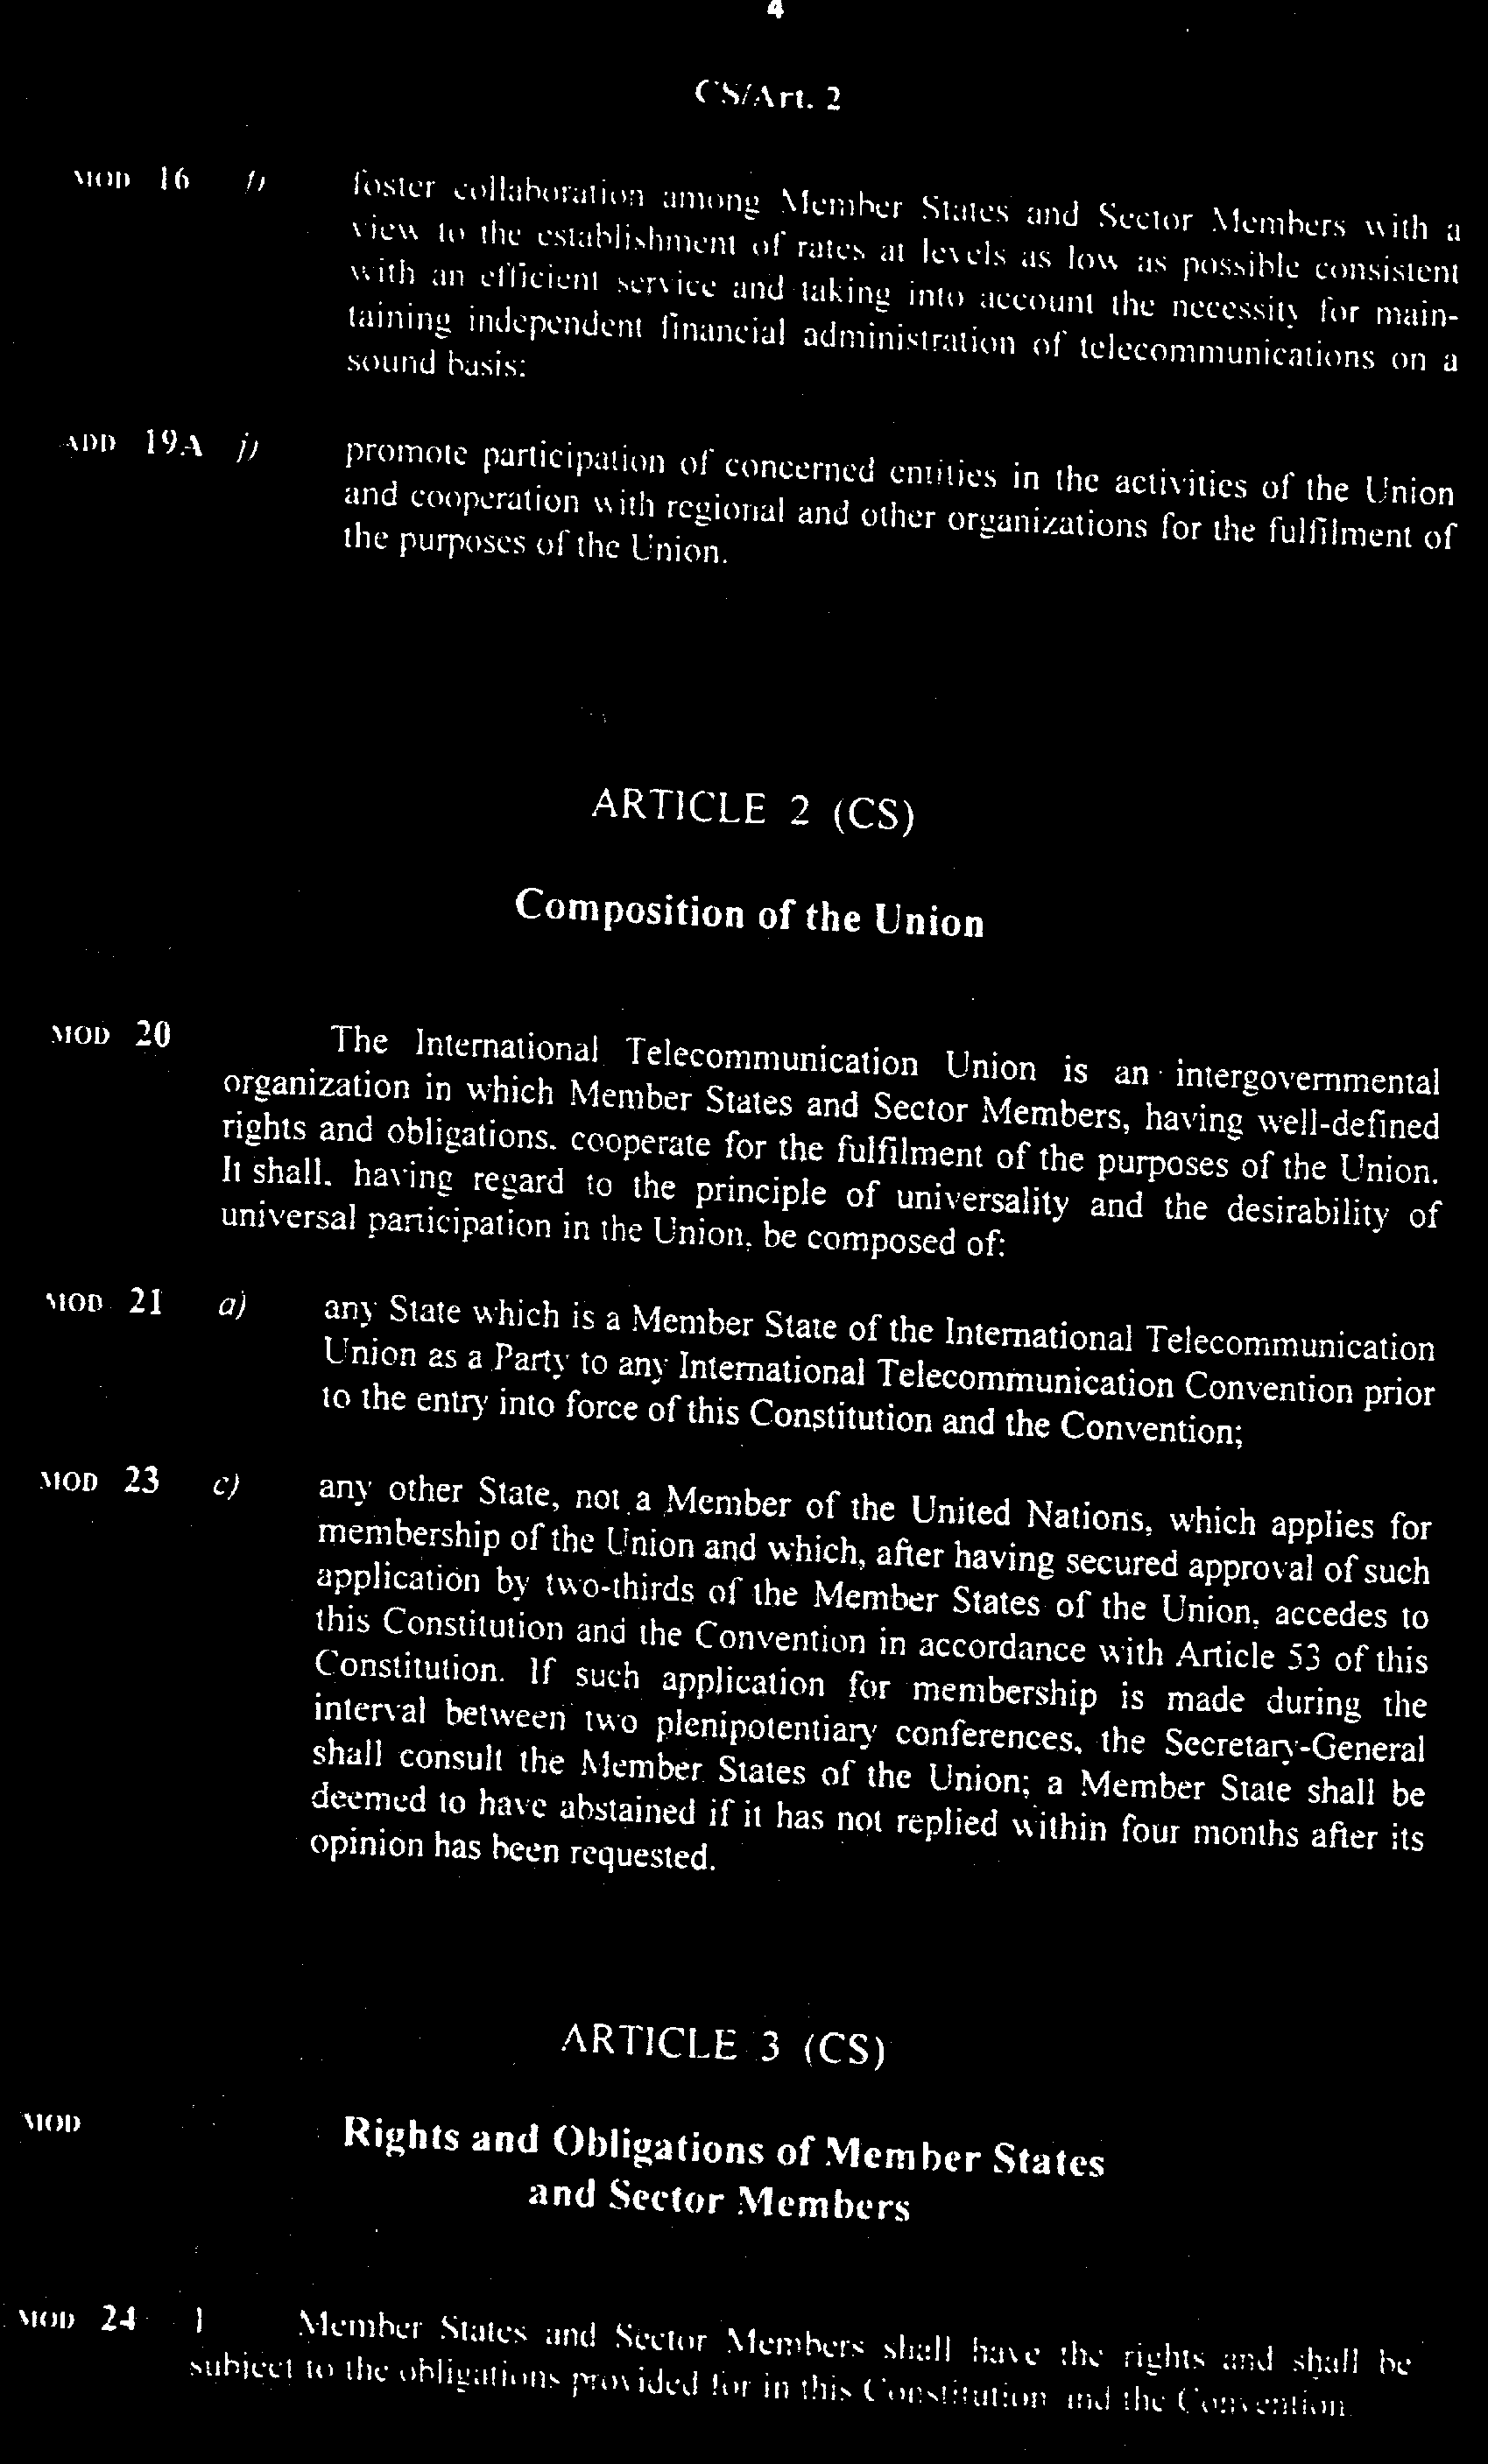 4
CS/Art. 2
MOD 16 f) foster collaboration among Member States and Sector Members with a
view to the establishment of rates at levels as low as possible consistent
with an efficient service and taking into account the necessity for main-
taining independent financial administration of telecommunications on a
sound basis;
ADD 19A j) promote participation of concerned entities in the activities of the Union
and cooperation with regional and other organizations for the fulfilment of
the purposes of the Union.
ARTICLE 2 (CS)
Composition of the Union
MOD 20 The International Telecommunication Union is an intergovernmental
organization in which Member States and Sector Members, having well-defined
rights and obligations, cooperate for the fulfilment of the purposes of the Union.
It shall, having regard to the principle of universality and the desirability of
universal participation in the Union, be composed of:
MOD 21 a) any State which is a Member State of the International Telecommunication
Union as a Party to any International Telecommunication Convention prior
to the entry into force of this Constitution and the Convention;
MOD 23 c) any other State, not a Member of the United Nations, which applies for
membership of the Union and which, after having secured approval of such
application by two-thirds of the Member States of the Union, accedes to
this Constitution and the Convention in accordance with Article 53 of this
Constitution. If such application for membership is made during the
interval between two plenipotentiary conferences, the Secretary-General
shall consult the Member States of the Union; a Member State shall be
deemed to have abstained if it has not replied within four months after its
opinion has been requested.
ARTICLE 3 (CS)
MOD Rights and Obligations of Member States
and Sector Members
MOD 24 1 Member States and Sector Members shall have the rights and shall be
subject to the obligations provided for in this Constitution and the Convention.